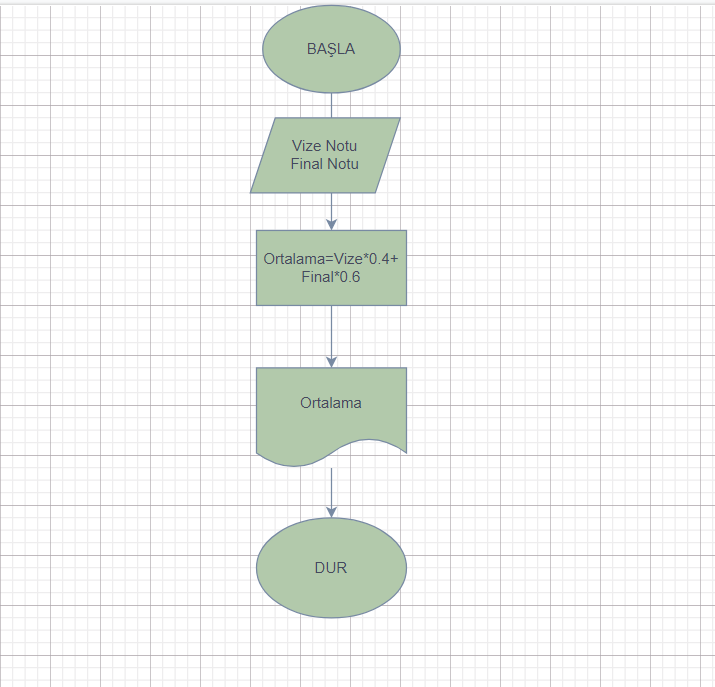 BAŞLA
Vize Notu
Final Notu
Ortalama=Vize*0.4+
Final*0.6
Ortalama
DUR